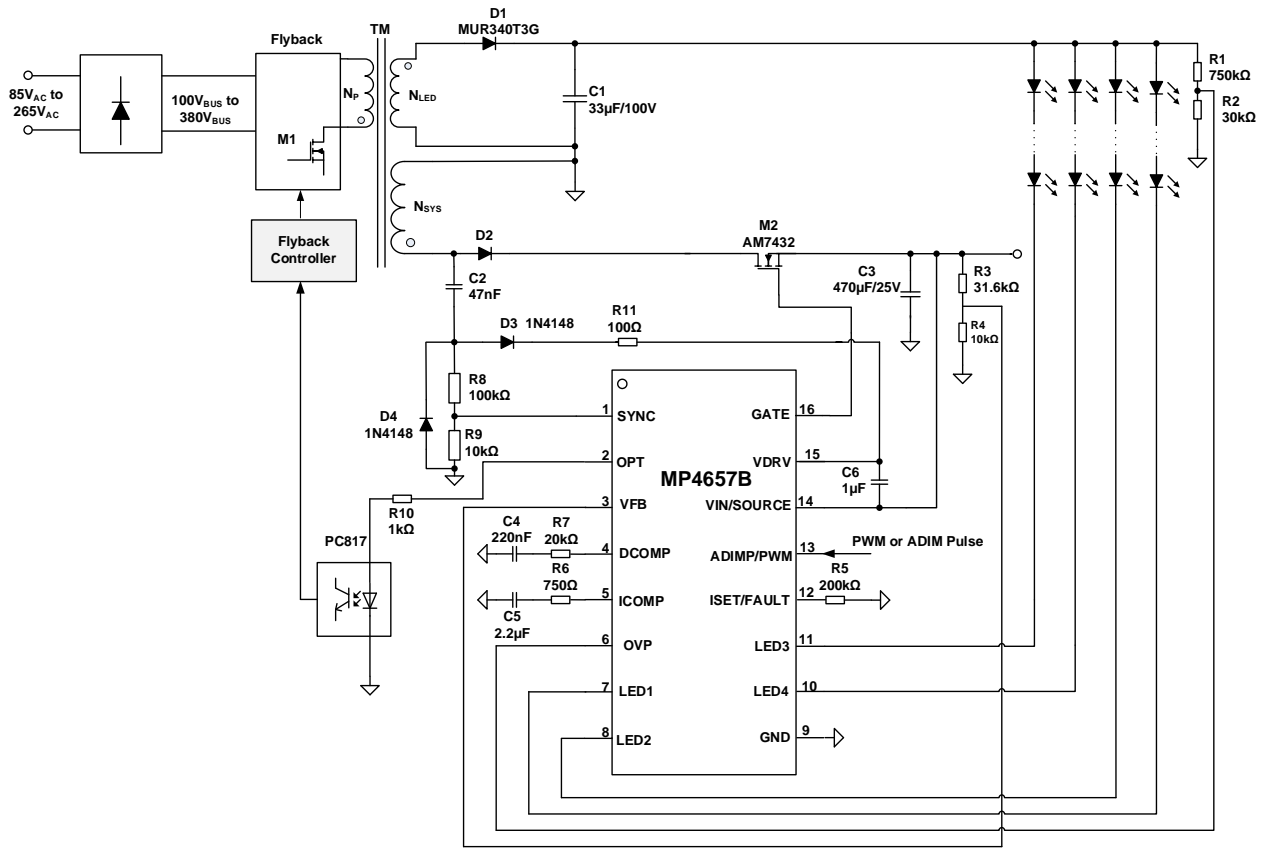 D1
MUR340T3G
Flyback
TM
85VAC to
265VAC
100VBUS to
380VBUS
NP
NLED
M1
C1
33µF/100V
R1
750kΩ
R2
30kΩ
NSYS
Flyback
Controller
D2
M2
AM7432
C2
47nF
C3
470µF/25V
R3
31.6kΩ
R4
10kΩ
D3 1N4148
R11
100Ω
R8
100kΩ
D4
1N4148
R9
10kΩ
1 SYNC
GATE 16
2 OPT
VDRV 15
MP4657B
C6
1µF
3 VFB
VIN/SOURCE 14
R10
1kΩ
PC817
C4
220nF
R7
20kΩ
4 DCOMP
ADIMP/PWM 13
PWM or ADIM Pulse
R6
750Ω
R5
200kΩ
5 ICOMP
ISET/FAULT 12
C5
2.2µF
6 OVP
LED3 11
7 LED1
LED4 10
8 LED2
GND 9